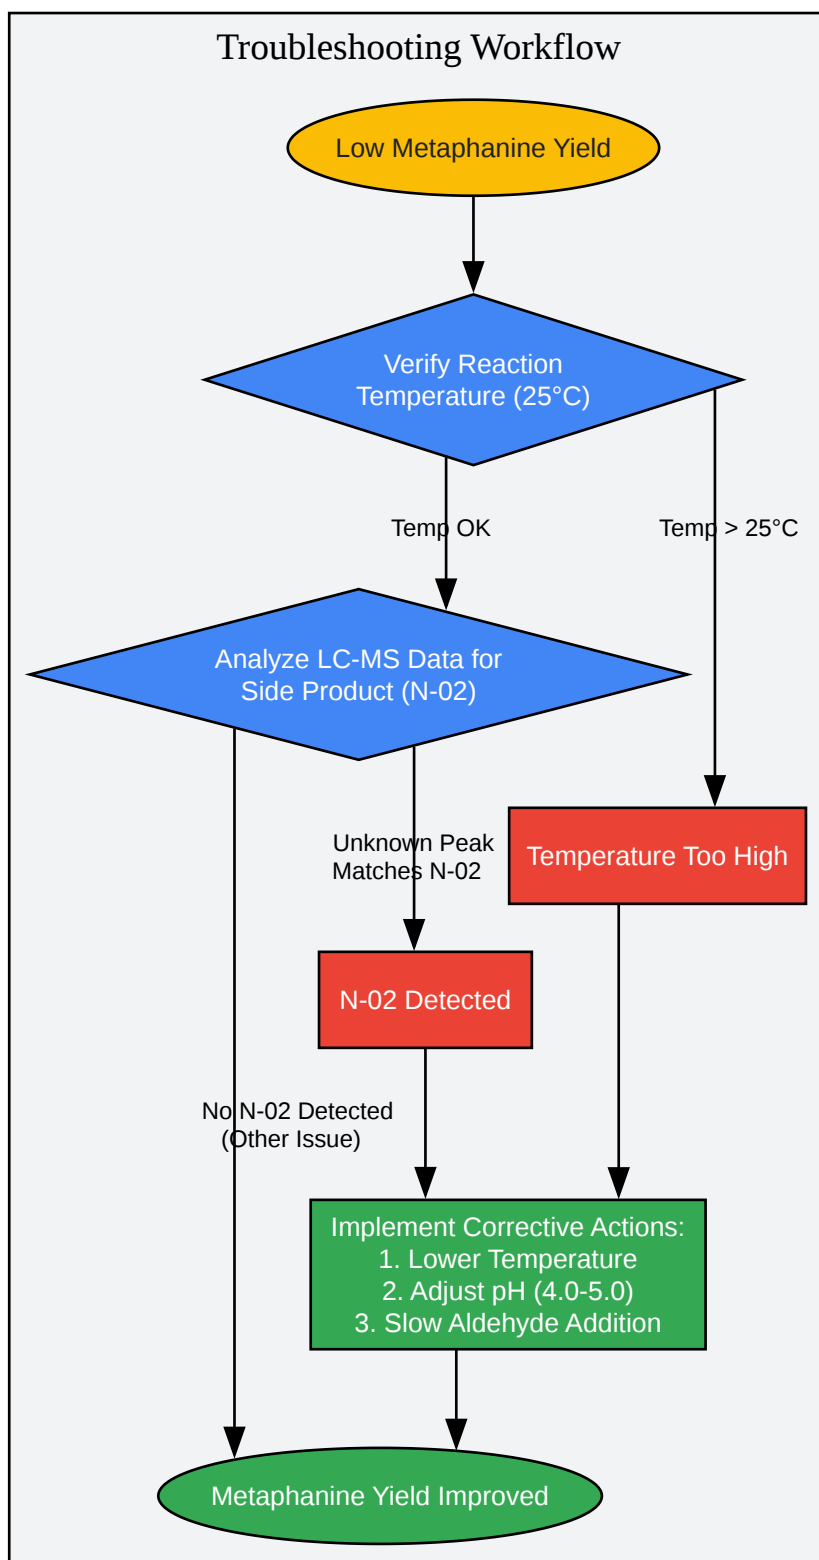 Troubleshooting Workflow
Low Metaphanine Yield
Verify Reaction
Temperature (25°C)
Temp OK
Temp > 25°C
Analyze LC-MS Data for
Side Product (N-02)
Unknown Peak
Matches N-02
Temperature Too High
N-02 Detected
No N-02 Detected
(Other Issue)
Implement Corrective Actions:
1. Lower Temperature
2. Adjust pH (4.0-5.0)
3. Slow Aldehyde Addition
Metaphanine Yield Improved